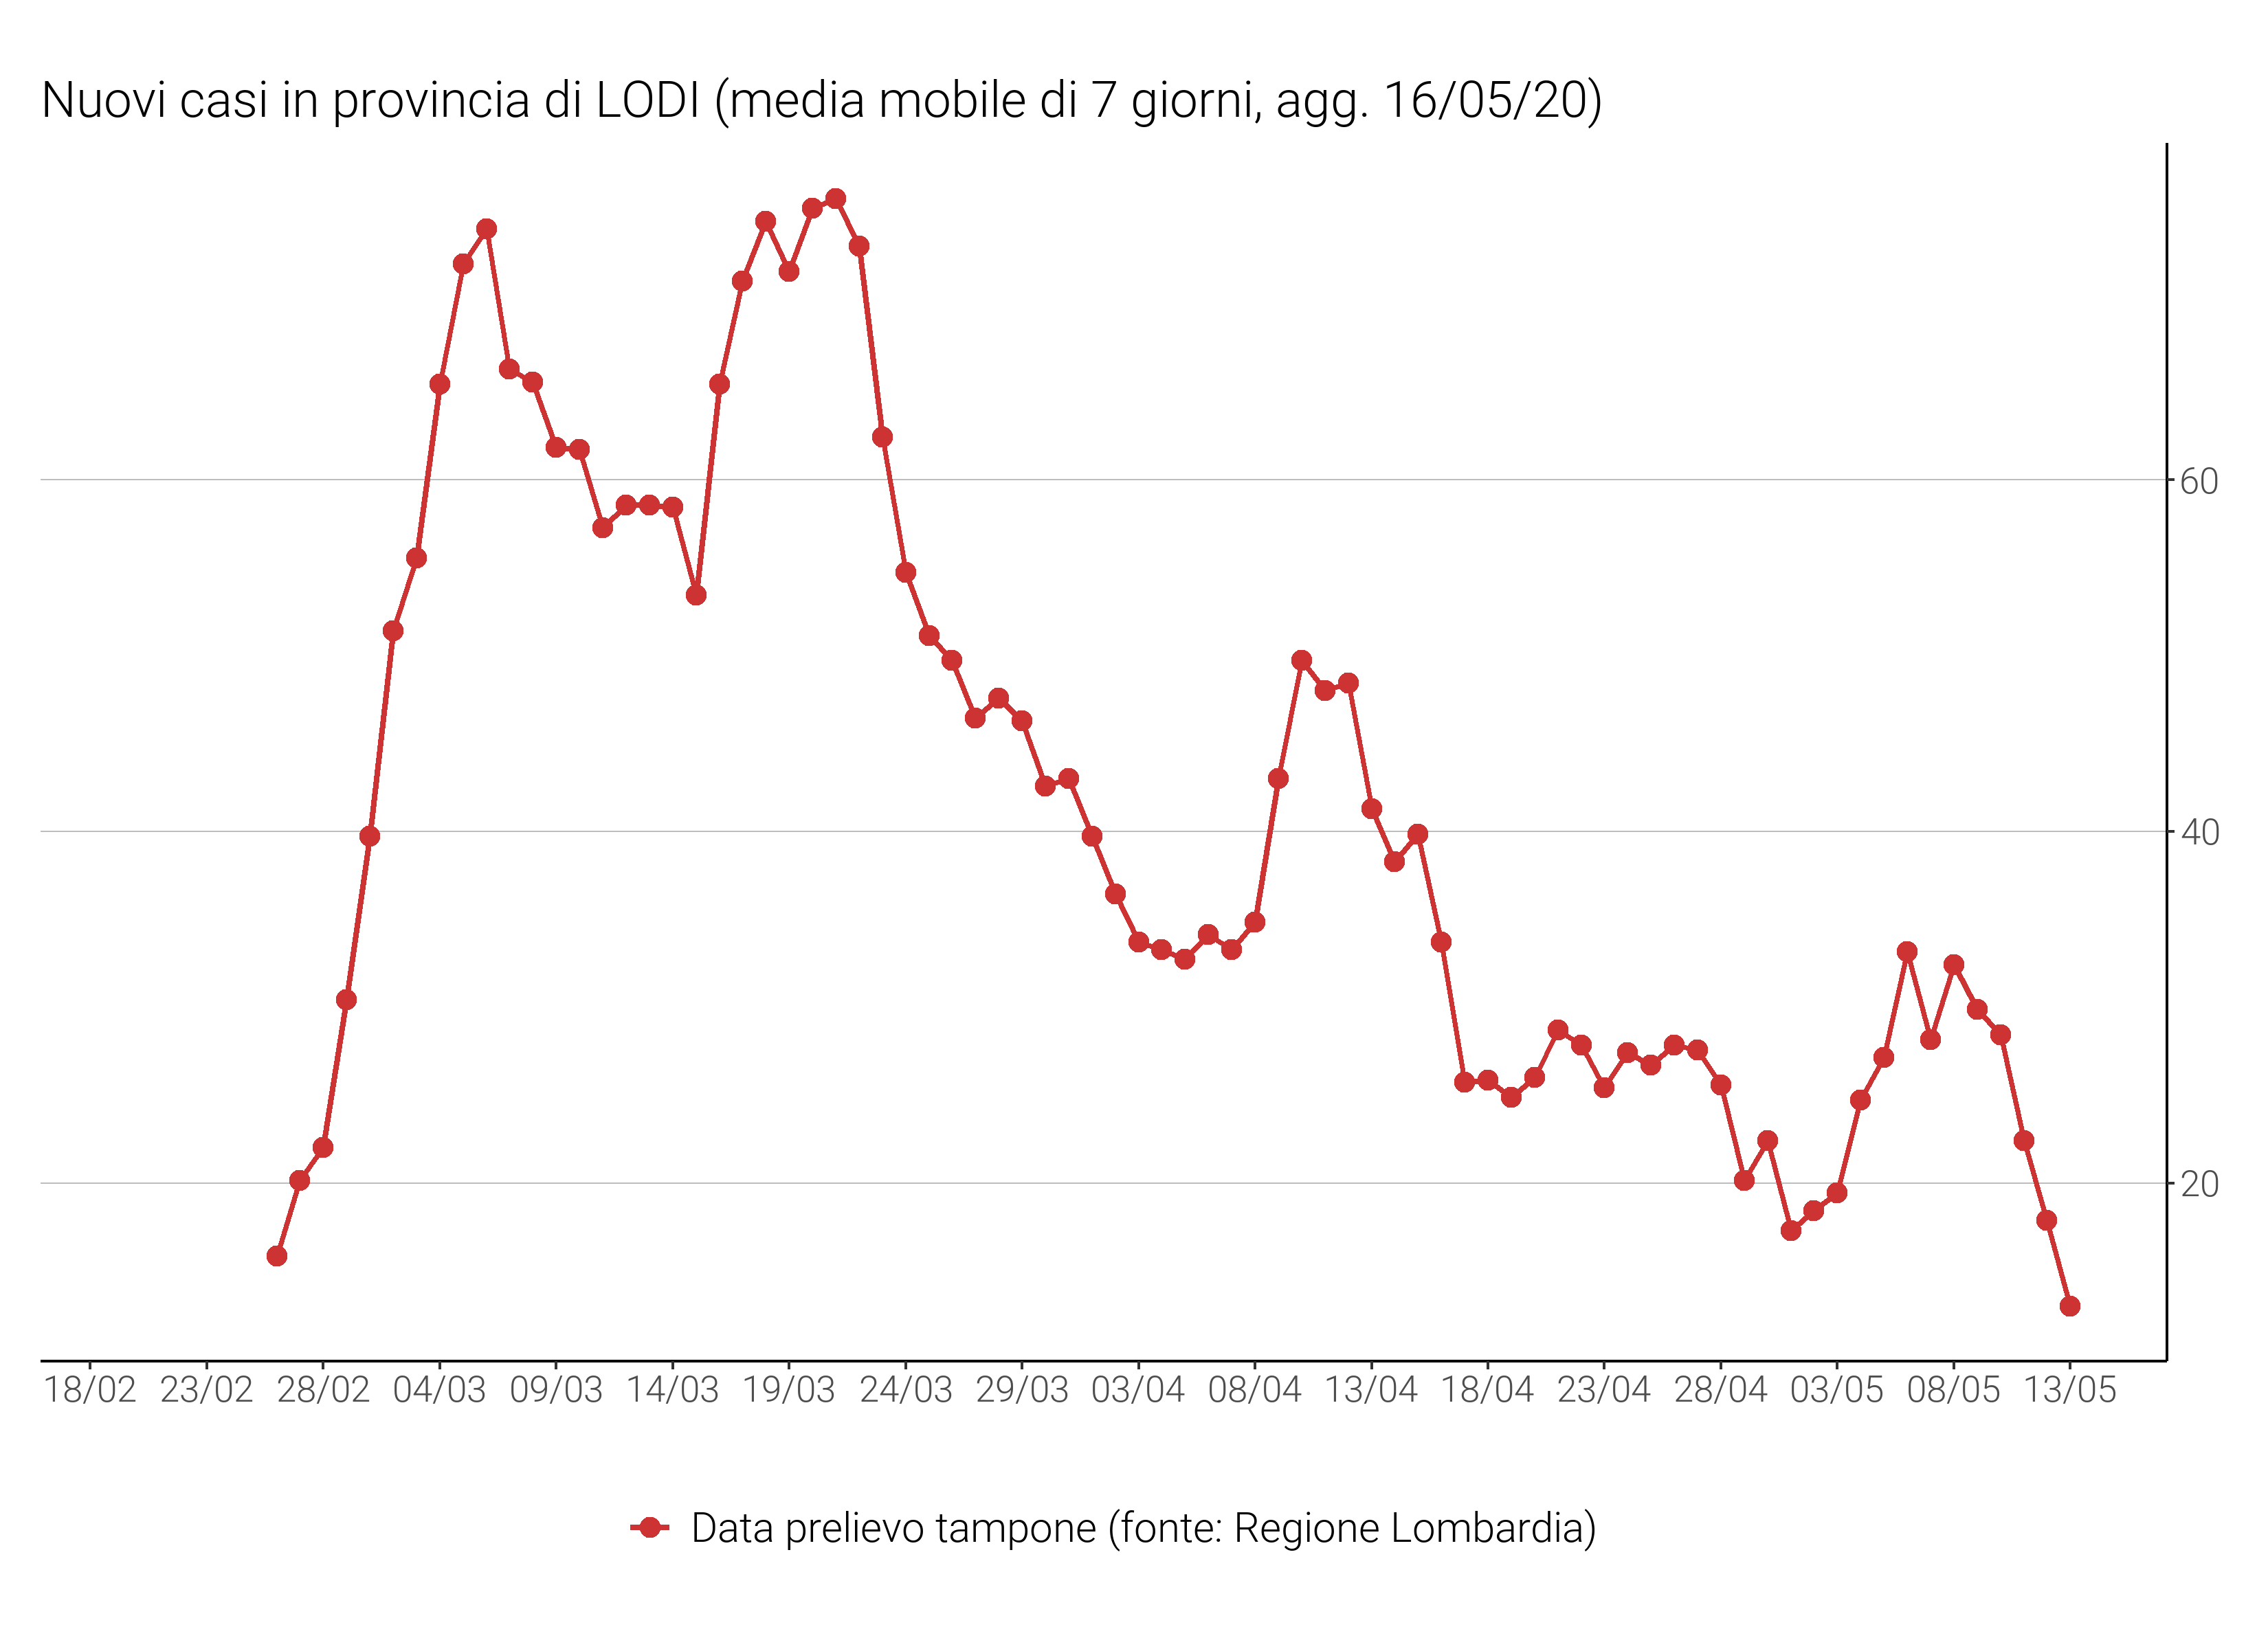 Nuovi casi in provincia di LODI (media mobile di 7 giorni, agg. 16/05/20)
60
40
20
18/02 23/02 28/02 04/03 09/03 14/03 19/03 24/03 29/03 03/04 08/04 13/04 18/04 23/04 28/04 03/05 08/05 13/05
Data prelievo tampone (fonte: Regione Lombardia)